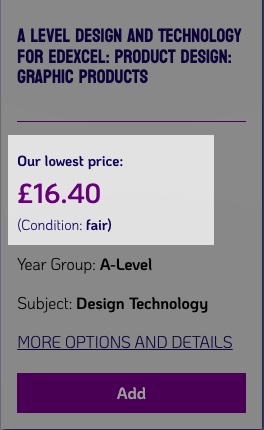 A LEVEL DESIGN AND TECHNOLOGY
FOR EDEXCEL: PRODUCT DESIGN:
GRAPHIC PRODUCTS
Our lowest price:
£16.40
(Condition: fair)
Year Group: A-Level
Subject: Design Technology
MORE OPTIONS AND DETAILS
Add